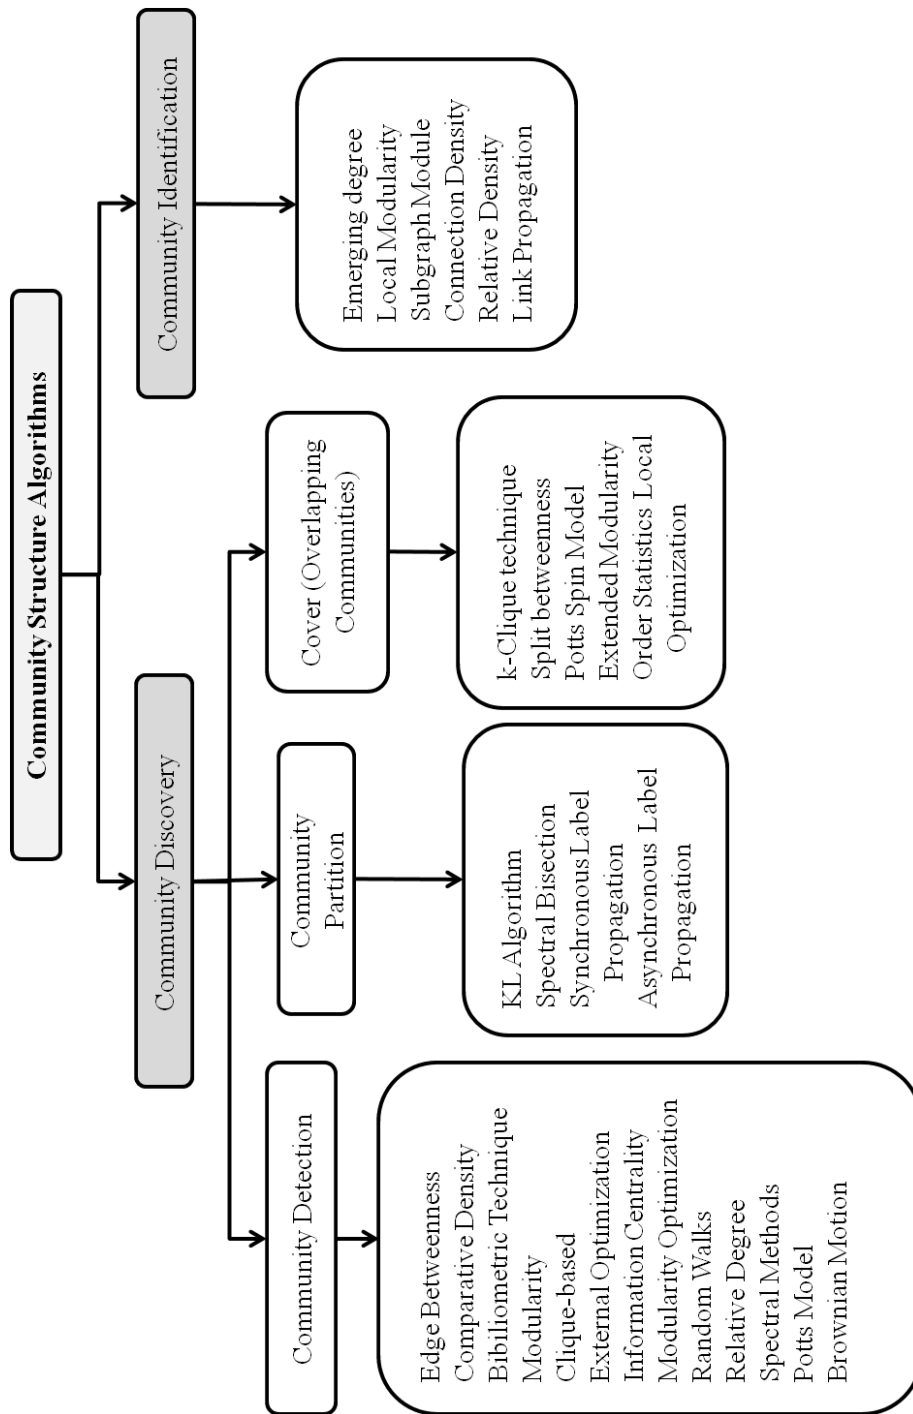 Community Structure Algorithms
Community Discovery
Community Identification
Community Detection
Community
Partition
Cover (Overlapping
Communities)
Edge Betweenness
Comparative Density
Bibiliometric Technique
Modularity
Clique-based
External Optimization
Information Centrality
Modularity Optimization
Random Walks
Relative Degree
Spectral Methods
Potts Model
Brownian Motion
KL Algorithm
Spectral Bisection
Synchronous Label
Propagation
Asynchronous Label
Propagation
k-Clique technique
Split betweenness
Potts Spin Model
Extended Modularity
Order Statistics Local
Optimization
Emerging degree
Local Modularity
Subgraph Module
Connection Density
Relative Density
Link Propagation